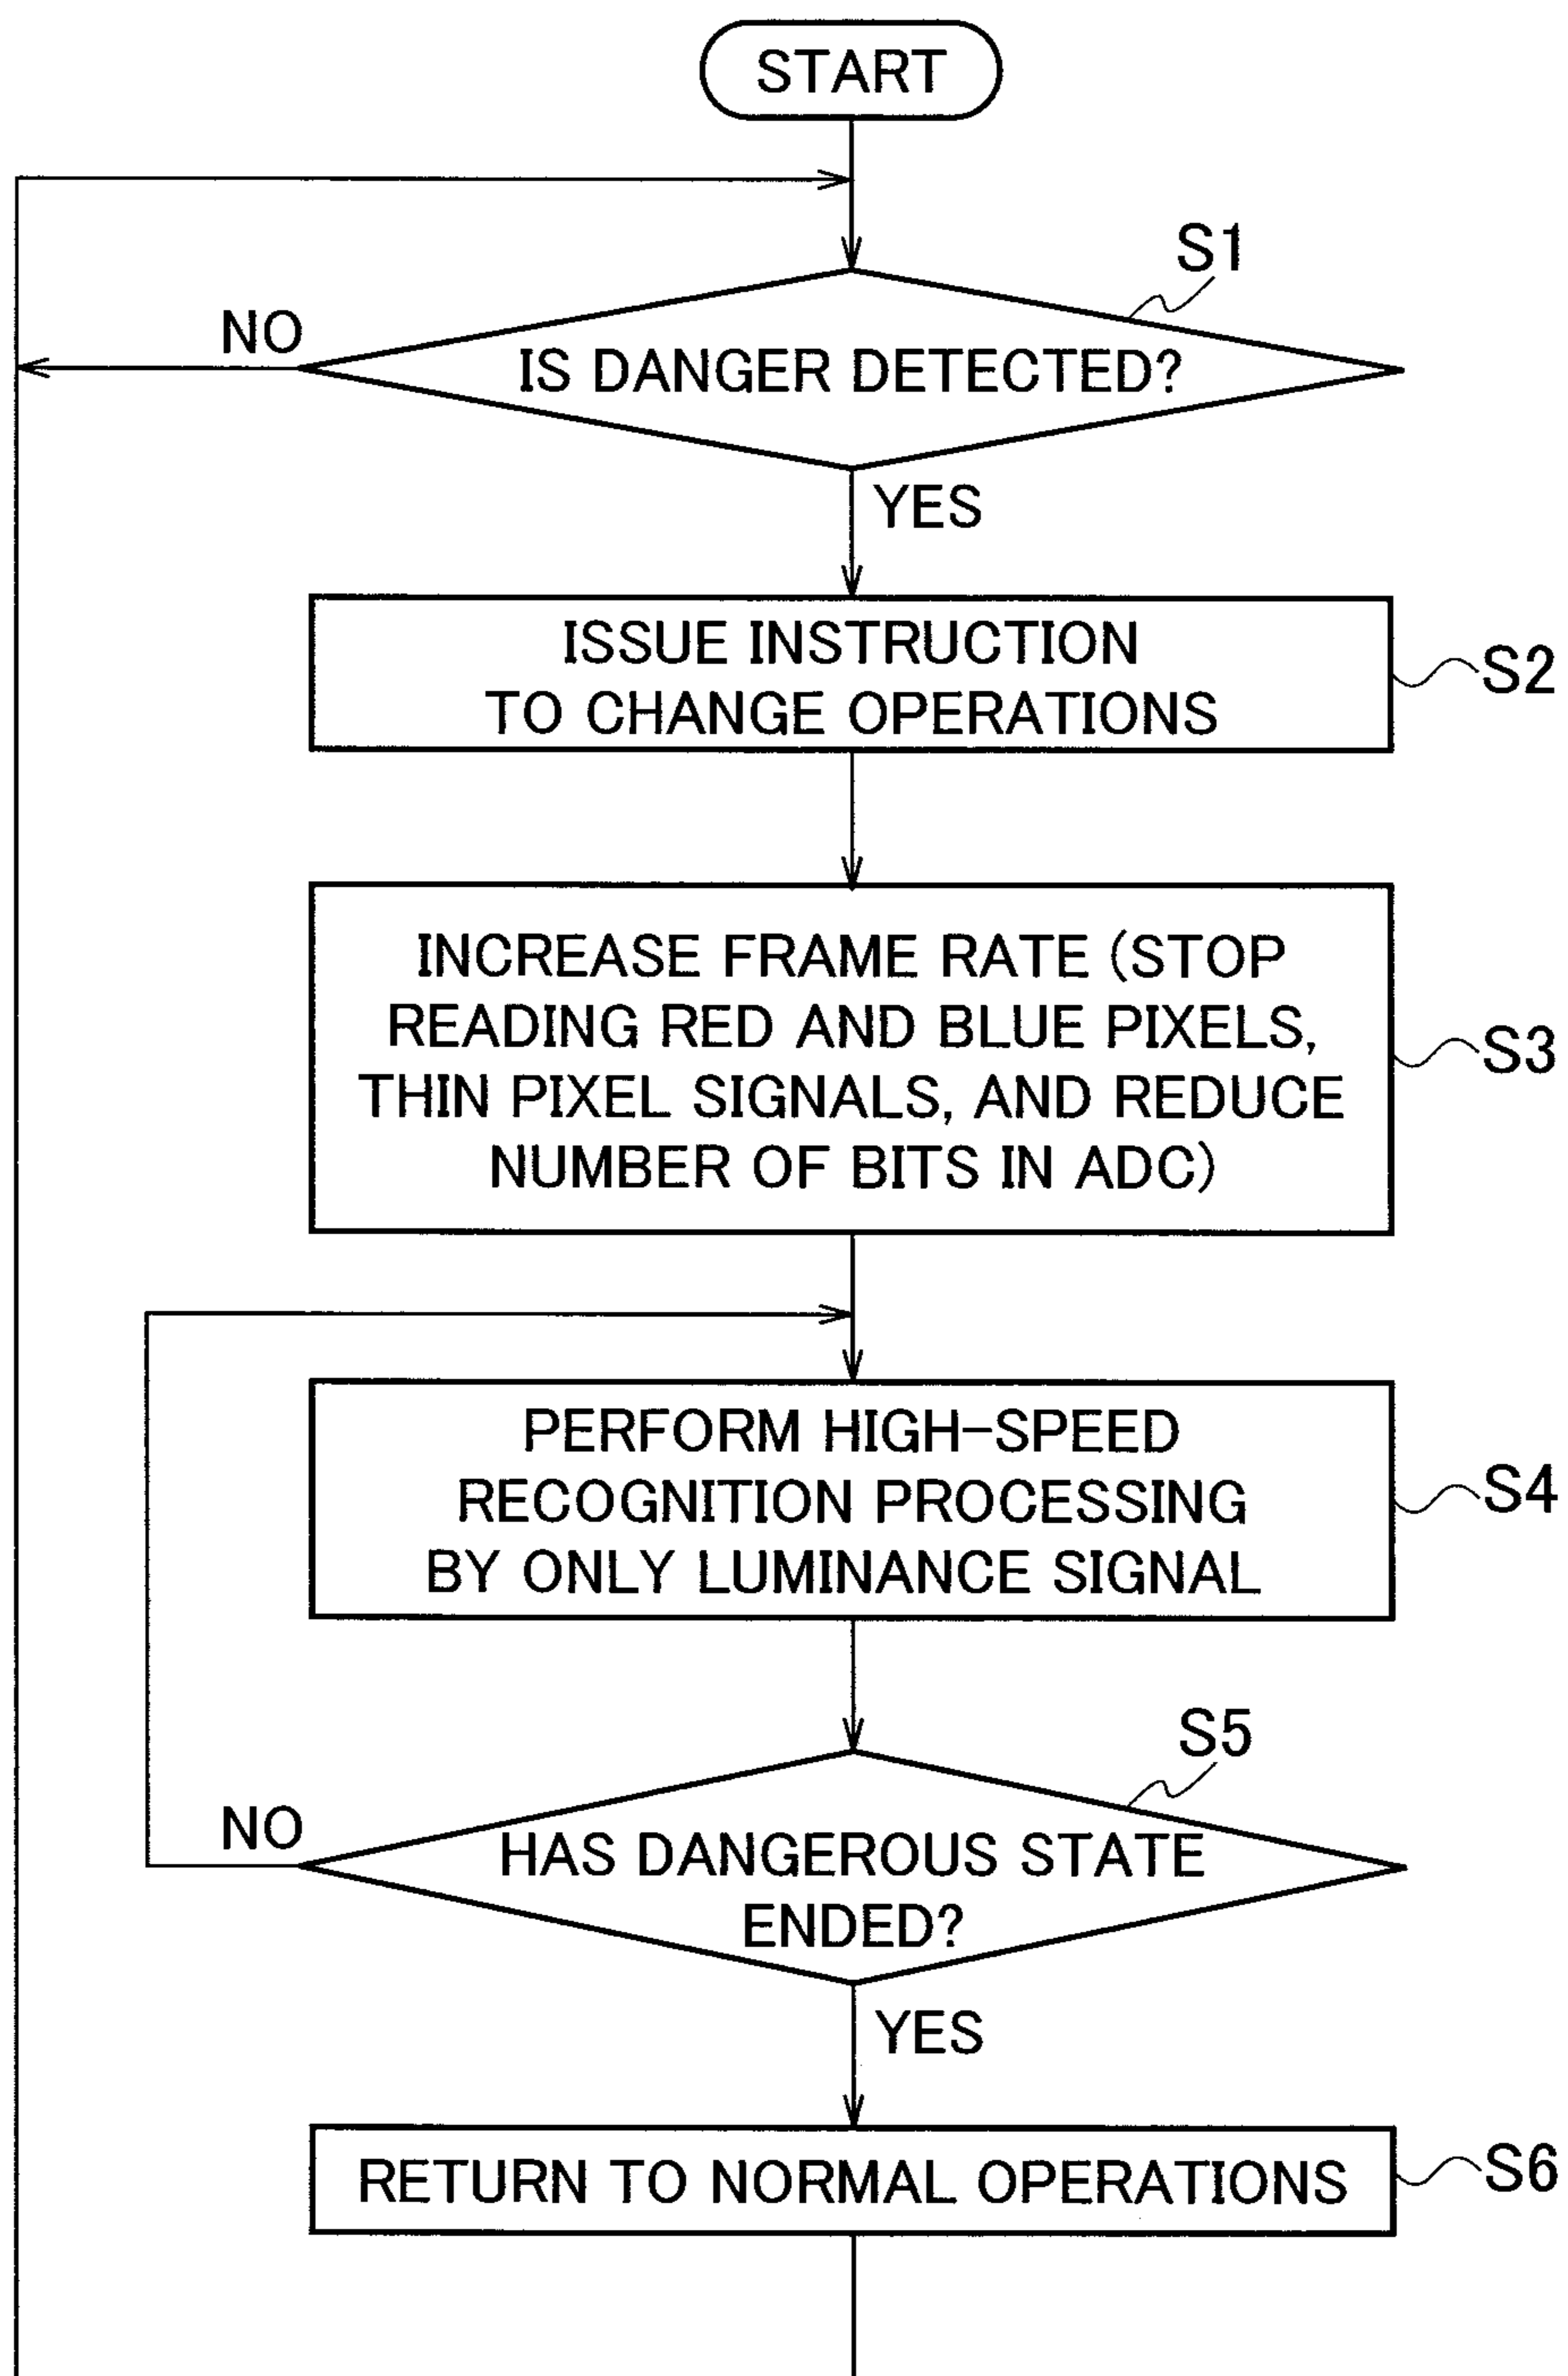 START
S1
NO
IS DANGER DETECTED?
YES
ISSUE INSTRUCTION
TO CHANGE OPERATIONS
S2
INCREASE FRAME RATE (STOP
READING RED AND BLUE PIXELS,
THIN PIXEL SIGNALS, AND REDUCE
NUMBER OF BITS IN ADC)
S3
PERFORM HIGH-SPEED
RECOGNITION PROCESSING
BY ONLY LUMINANCE SIGNAL
S4
S5
NO
HAS DANGEROUS STATE
ENDED?
YES
RETURN TO NORMAL OPERATIONS
S6